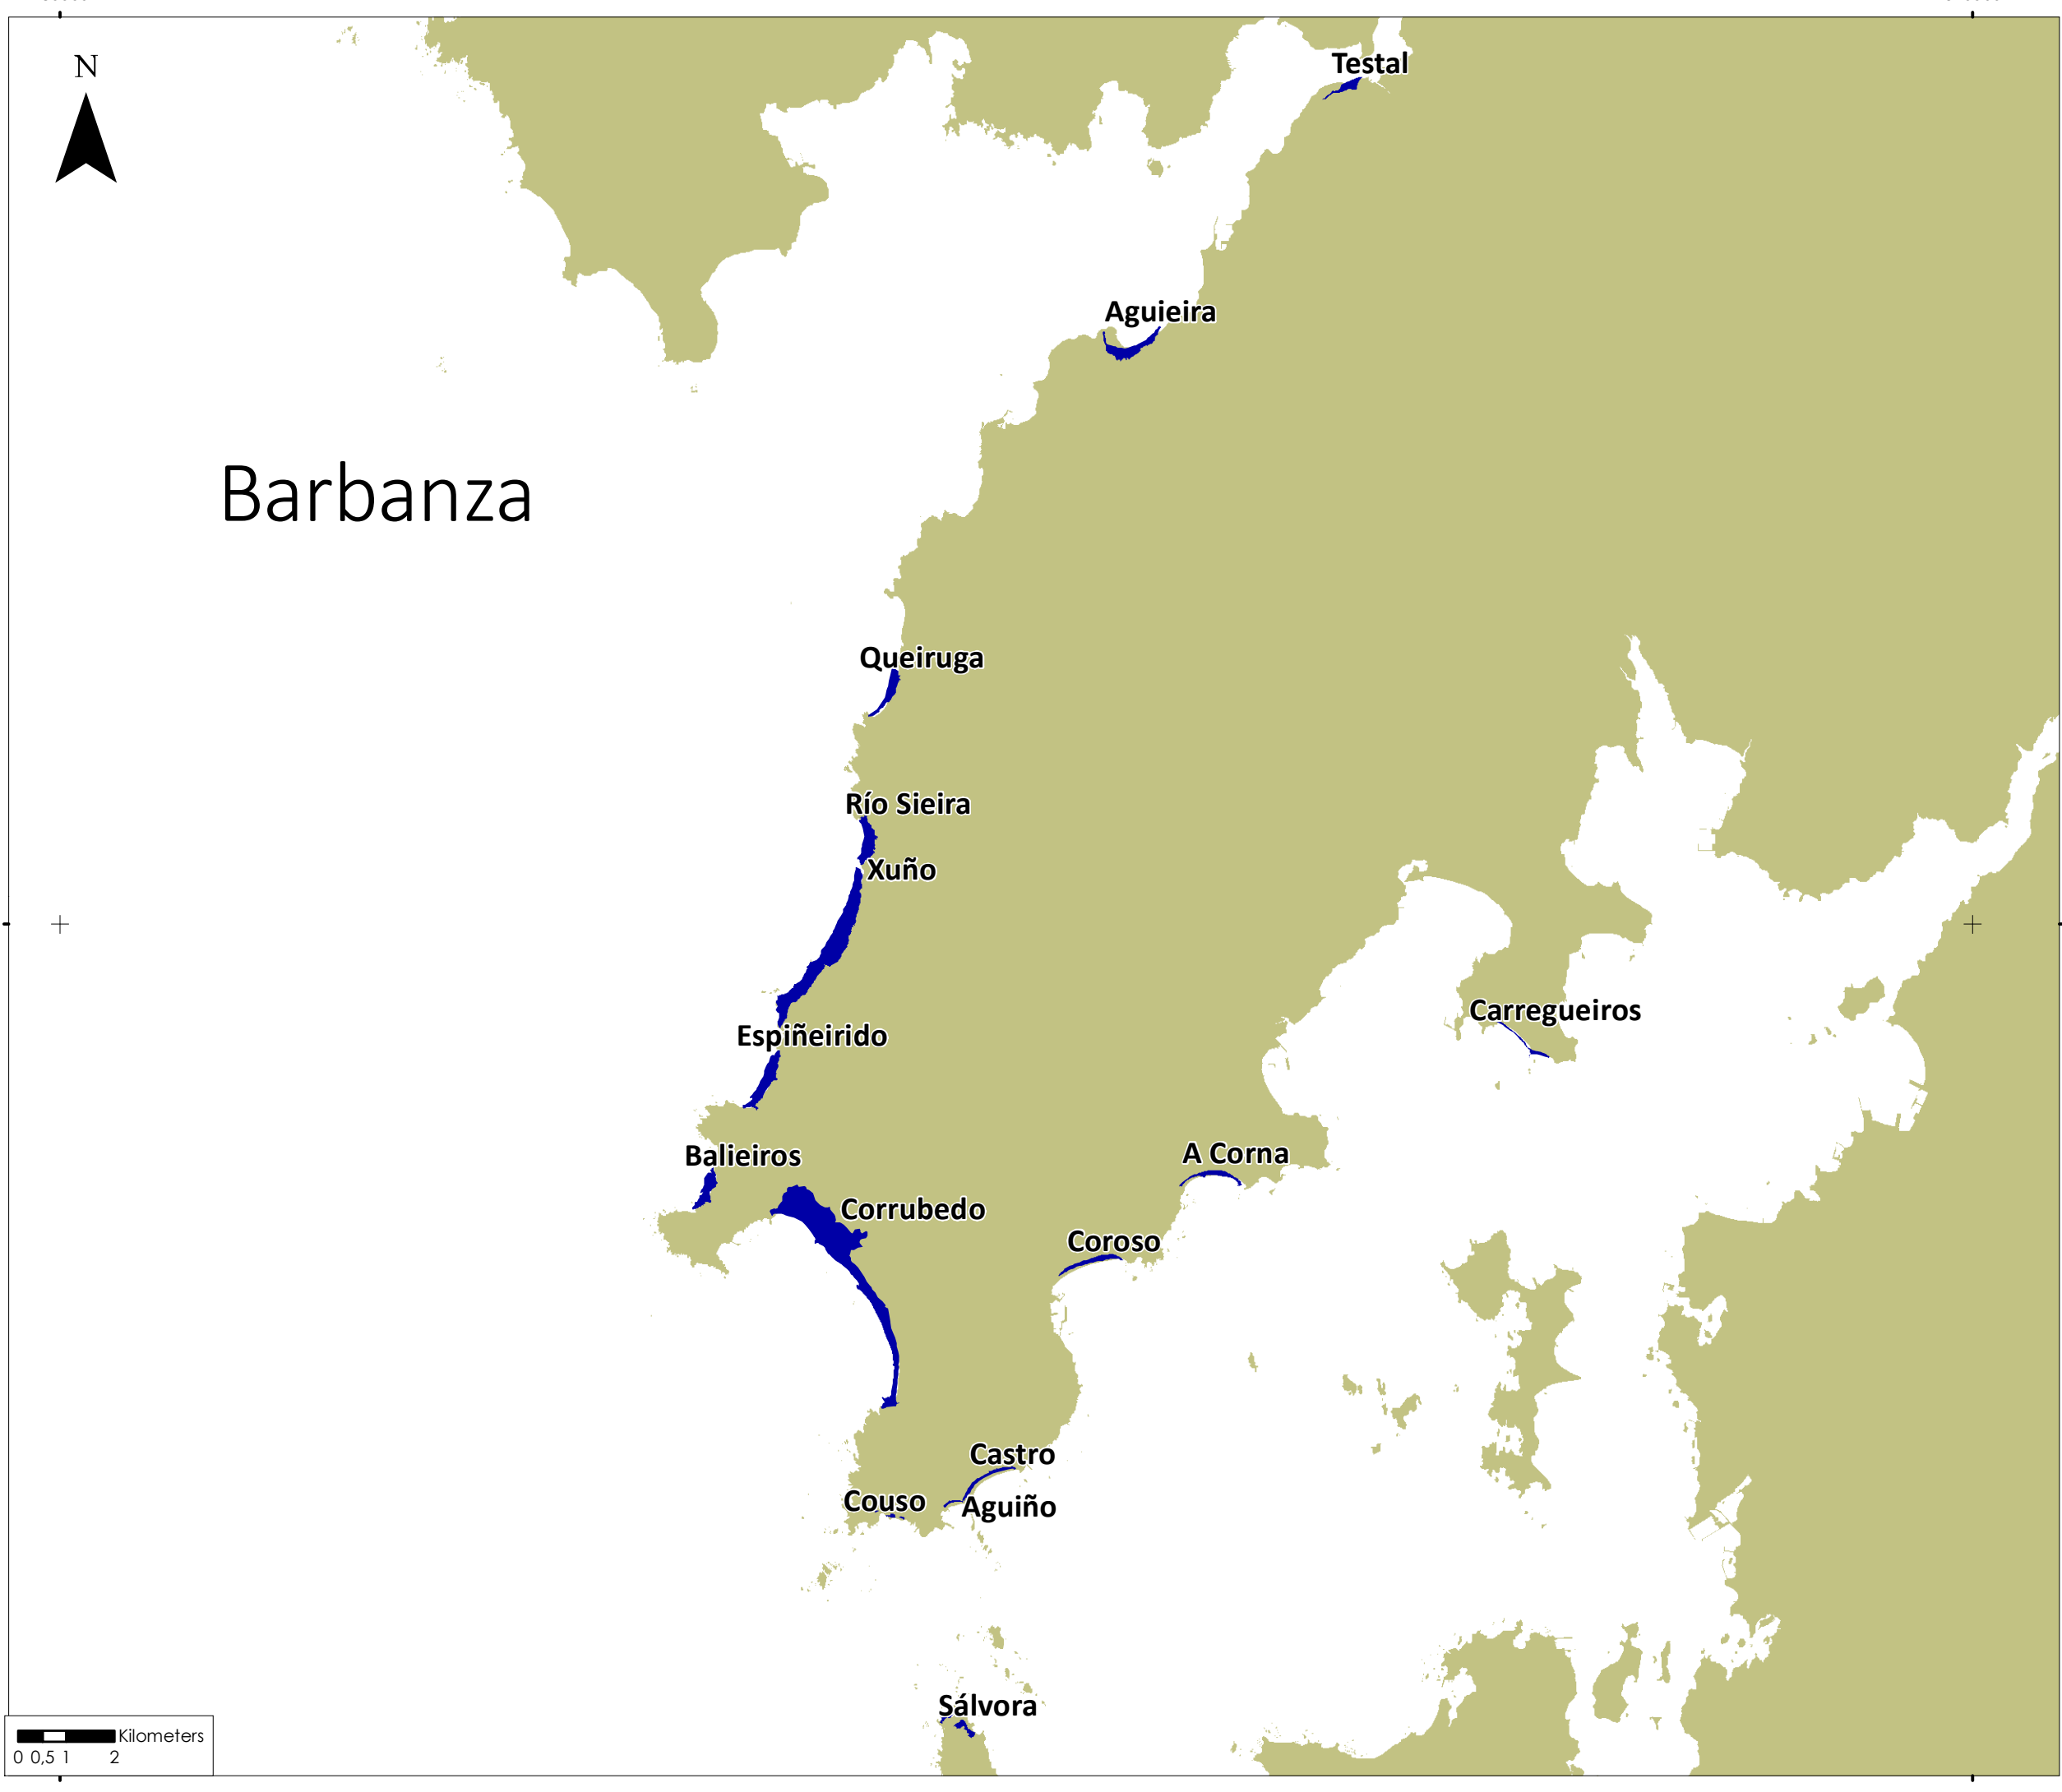 N
Testal
Aguieira
Barbanza
Queiruga
Río Sieira
Xuño
Carregueiros
Espiñeirido
Balieiros
A Corna
Corrubedo
Coroso
Castro
Couso
Aguiño
Sálvora
Kilometers
0 0,5 1 2